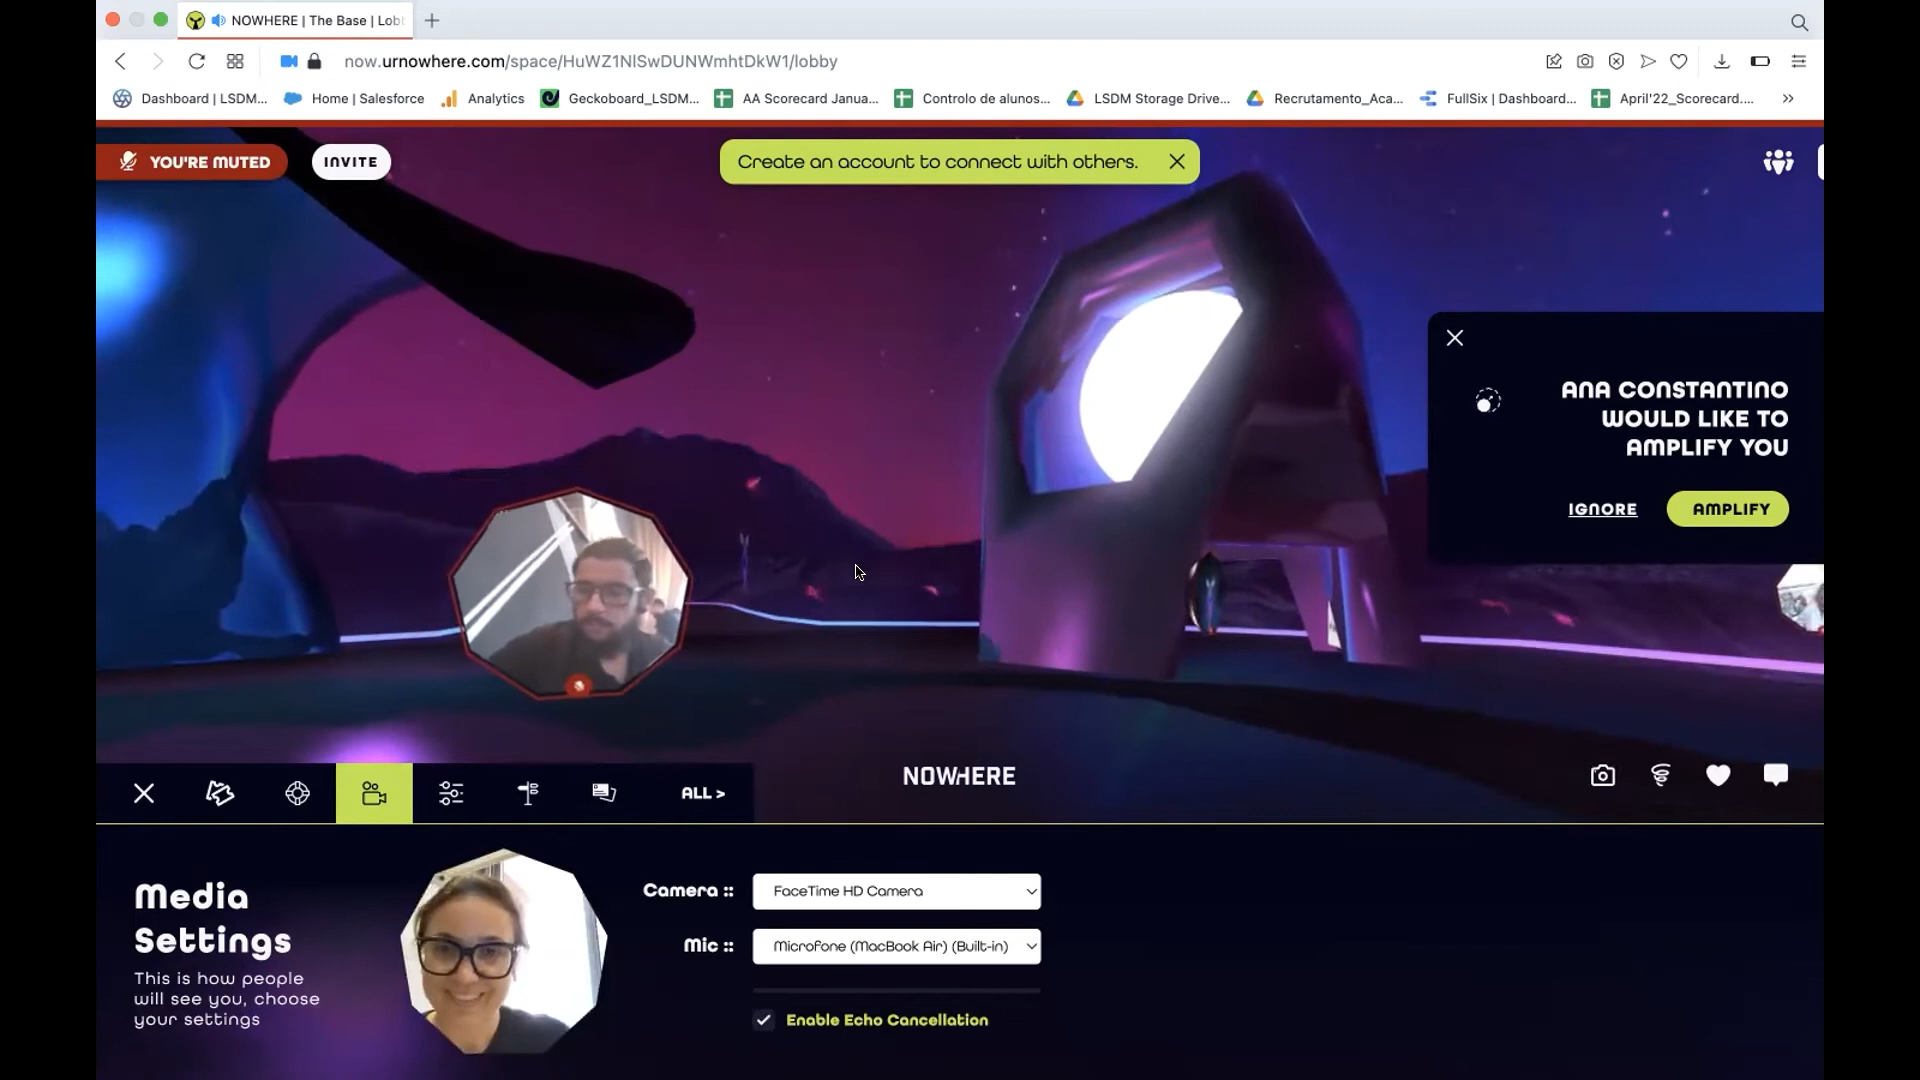 NOWHERE | The Base | Lob
now.urnowhere.com/space/HuWZ1NlSwDUNWmhtDkW1/lobby
Dashboard | LSDM... Home | Salesforce Analytics Geckoboard_LSDM... AA Scorecard Janua... Controlo de alunos... LSDM Storage Drive... Recrutamento_Aca... FullSix | Dashboard... April'22_Scorecard....
YOU'RE MUTED
INVITE
Create an account to connect with others.
ANA CONSTANTINO
WOULD LIKE TO
AMPLIFY YOU
IGNORE
AMPLIFY
ALL >
NOWHERE
Media
Settings
This is how people
will see you, choose
your settings
Camera :: FaceTime HD Camera
Mic :: Microfone (MacBook Air) (Built-in)
Enable Echo Cancellation